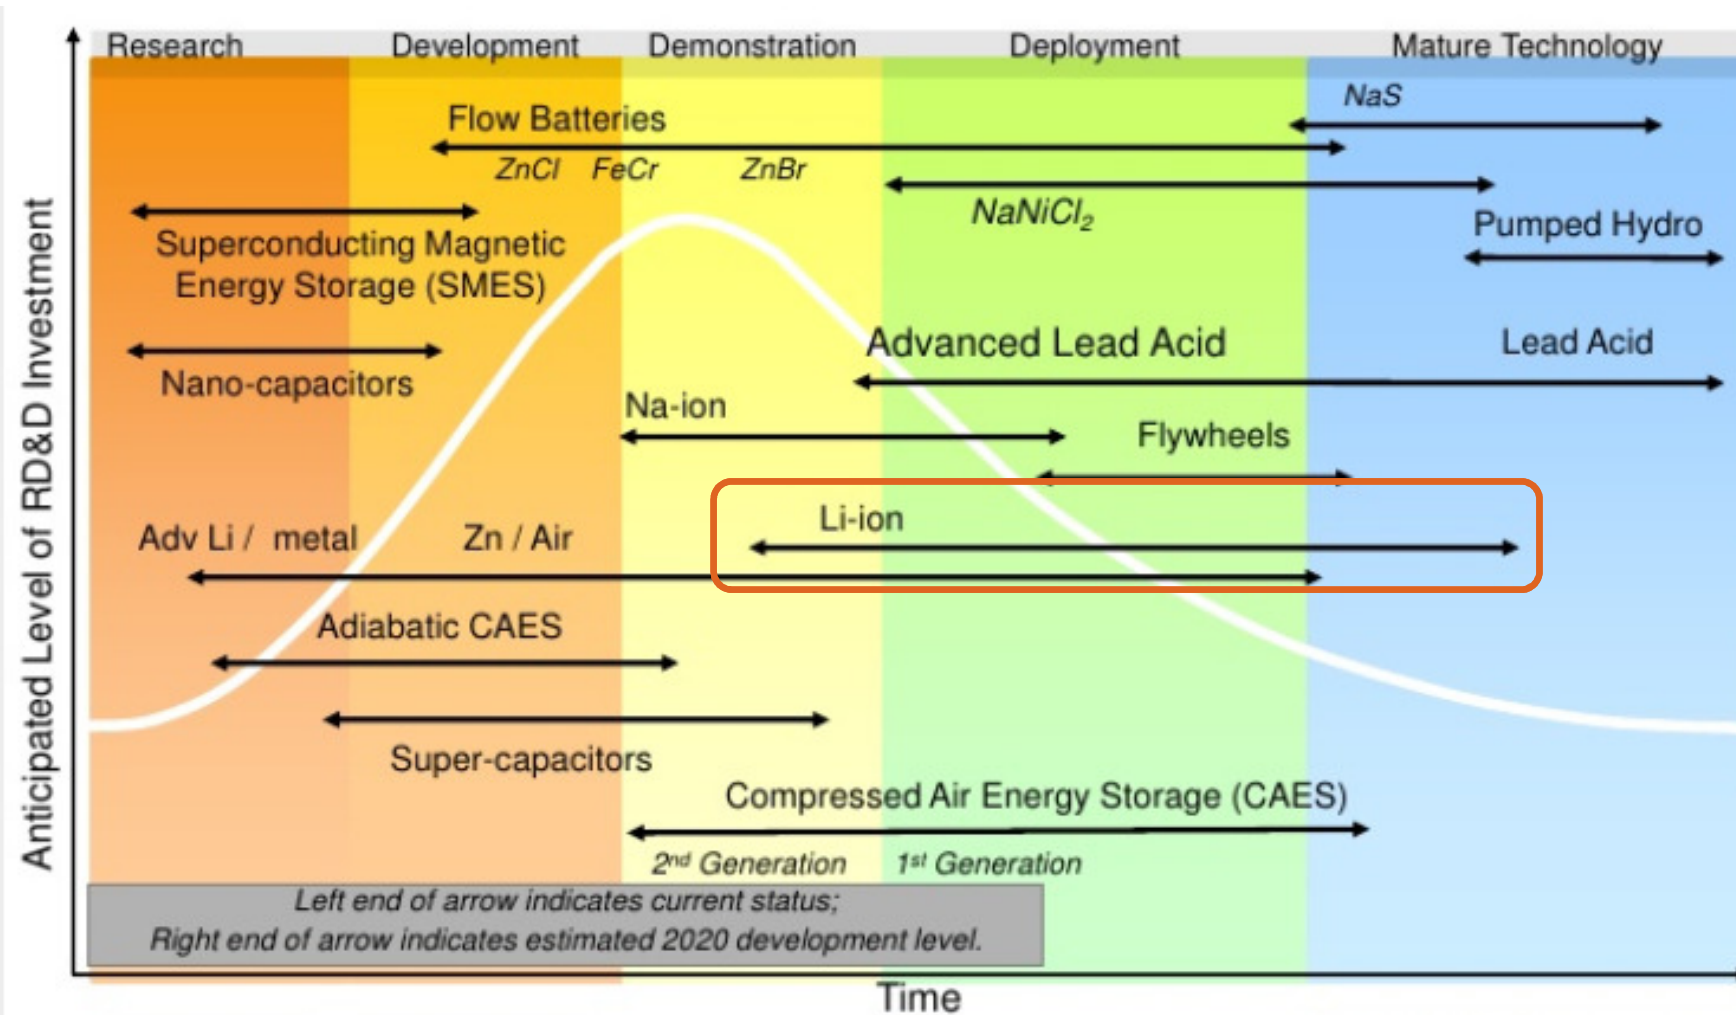 Research Development Demonstration Deployment Mature Technology
NaS
Flow Batteries
ZnCl FeCr ZnBr
NaNiCl₂
Pumped Hydro
Superconducting Magnetic
Energy Storage (SMES)
Advanced Lead Acid Lead Acid
Nano-capacitors
Na-ion
Flywheels
Li-ion
Adv Li / metal Zn / Air
Adiabatic CAES
Super-capacitors
Compressed Air Energy Storage (CAES)
2nd Generation 1st Generation
Left end of arrow indicates current status;
Right end of arrow indicates estimated 2020 development level.
Time
Anticipated Level of RD&D Investment